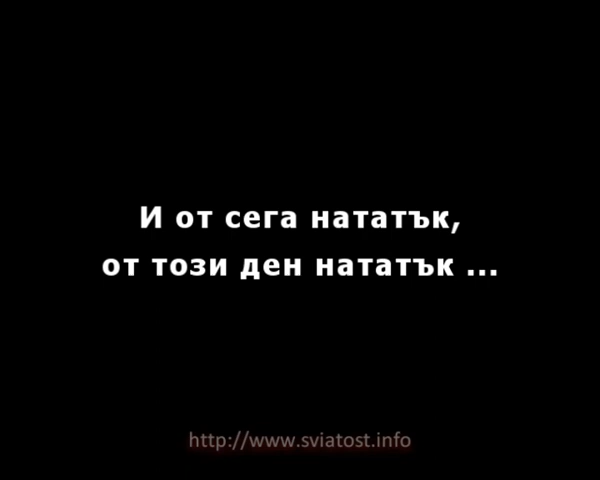 И от сега нататък,
от този ден нататък ...
http://www.sviatost.info